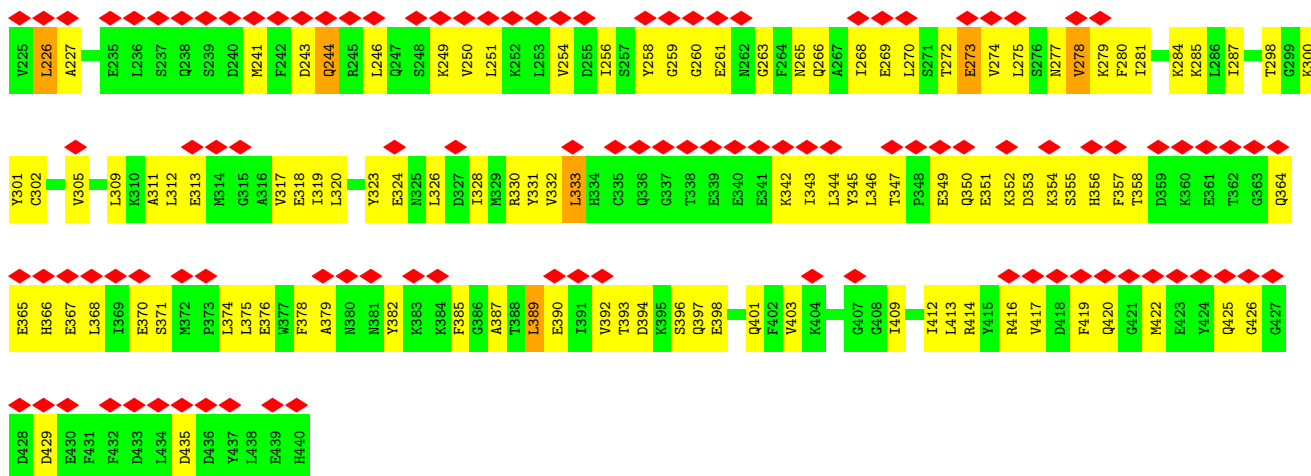 V225 L226 A227 E235 L236 S237 Q238 S239 D240 M241 F242 D243 Q244 R245 L246 Q247 S248 K249 V250 L251 K252 L253 V254 D255 I256 S257 Y258 G259 G260 E261 N262 G263 F264 N265 Q266 A267 I268 E269 L270 S271 T272 E273 V274 L275 S276 N277 V278 K279 F280 I281 K284 K285 L286 I287 T298 G299 K300
Y301 C302 V305 L309 K310 A311 L312 E313 M314 G315 A316 V317 E318 I319 L320 Y323 E324 N325 L326 D327 I328 M329 R330 Y331 V332 L333 H334 C335 Q336 G337 T338 E339 E340 E341 K342 I343 L344 Y345 L346 T347 P348 E349 Q350 E351 K352 D353 K354 S355 H356 F357 T358 D359 K360 E361 T362 G363 Q364
E365 H366 E367 L368 I369 E370 S371 M372 P373 L374 L375 E376 W377 F378 A379 N380 N381 Y382 K383 K384 F385 G386 A387 T388 L389 E390 I391 V392 T393 D394 K395 S396 Q397 E398 Q401 F402 V403 K404 G407 G408 I409 I412 L413 R414 Y415 R416 V417 D418 F419 Q420 G421 M422 E423 Y424 Q425 G426 G427
D428 D429 E430 F431 F432 D433 L434 D435 D436 Y437 L438 E439 H440